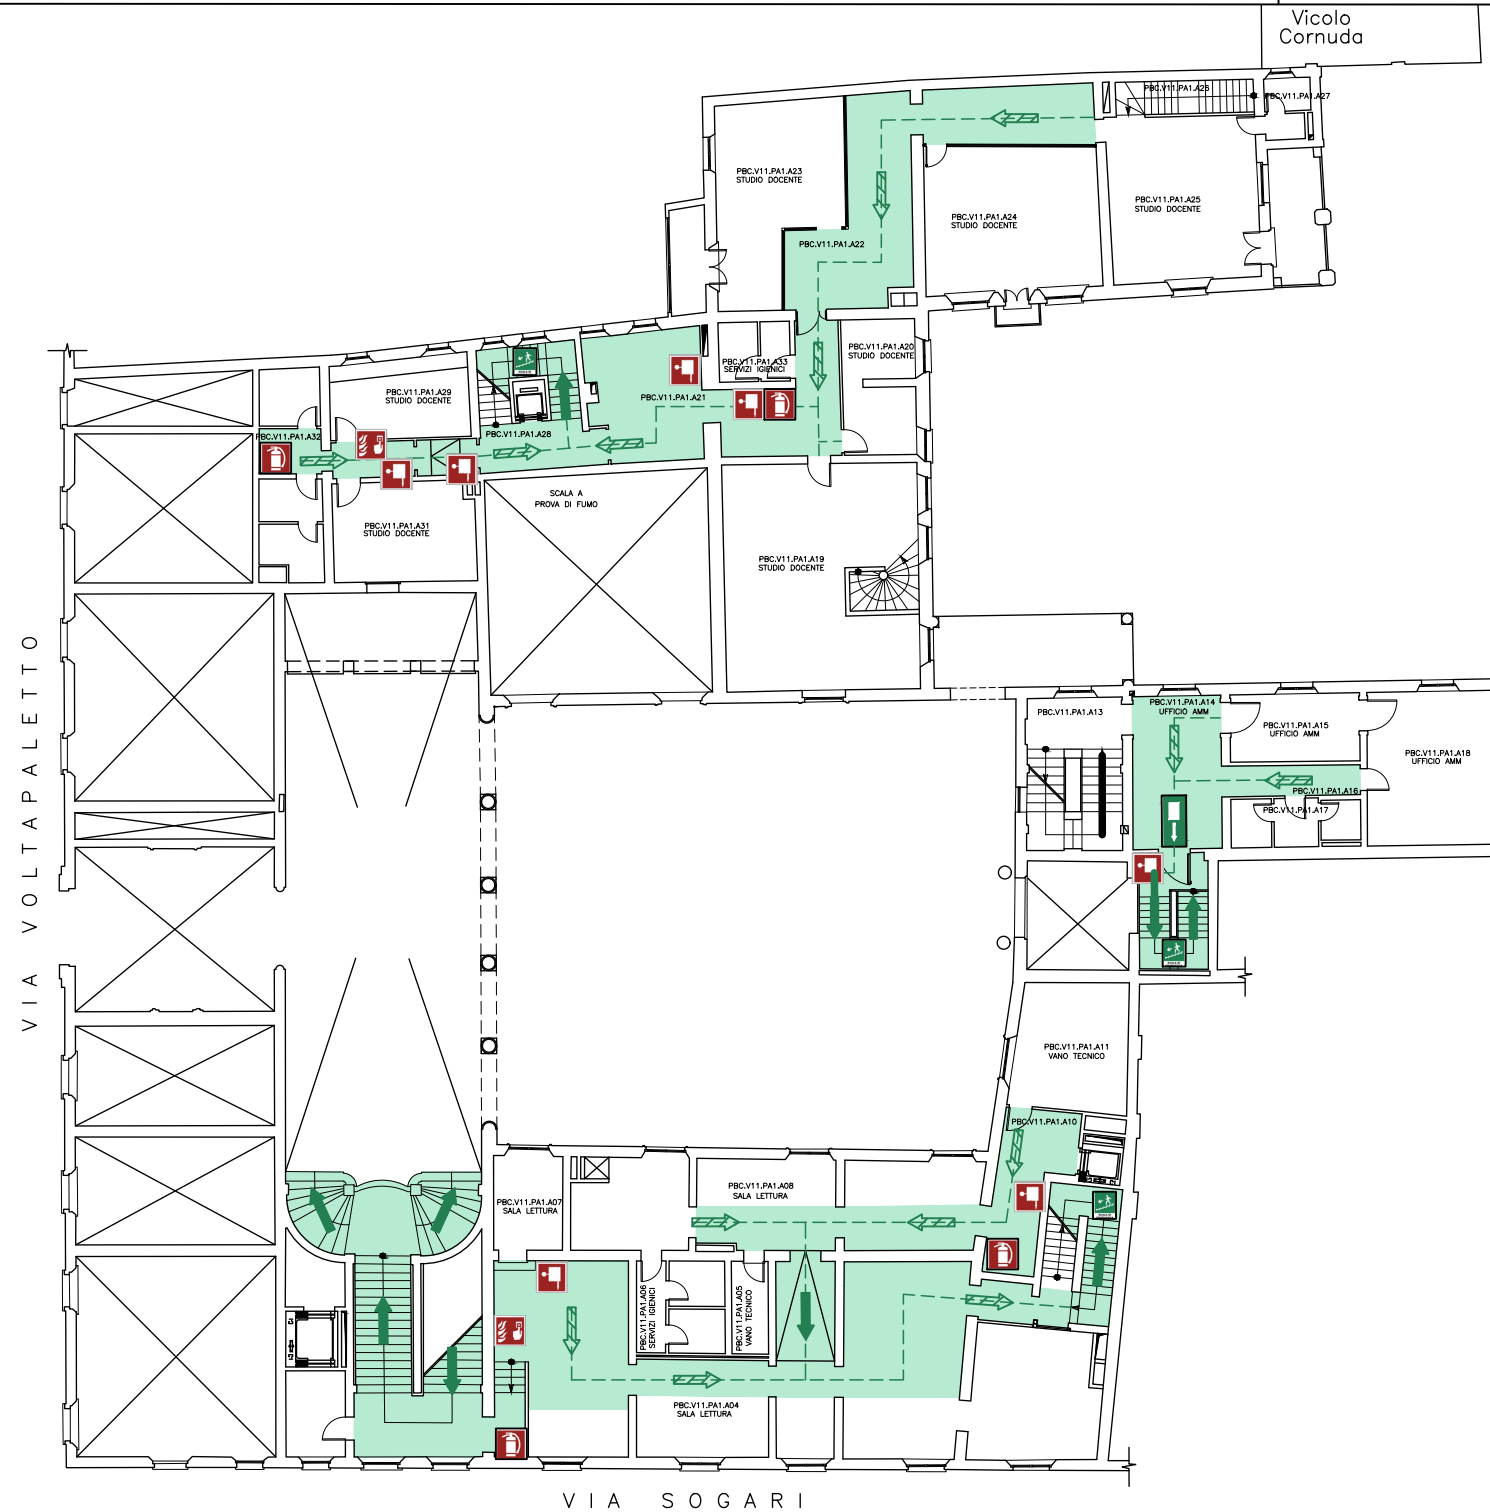 Vicolo
Cornuda
PBC.V11.PA1.A26
PBC.V11.PA1.A27
PBC.V11.PA1.A23
STUDIO DOCENTE
PBC.V11.PA1.A25
STUDIO DOCENTE
PBC.V11.PA1.A24
STUDIO DOCENTE
PBC.V11.PA1.A22
PBC.V11.PA1.A20
STUDIO DOCENTE
PBC.V11.PA1.A33
SERVIZI IGIENICI
PBC.V11.PA1.A29
STUDIO DOCENTE
PBC.V11.PA1.A21
PBC.V11.PA1.A32
PBC.V11.PA1.A28
SCALA A
PROVA DI FUMO
PBC.V11.PA1.A31
STUDIO DOCENTE
PBC.V11.PA1.A19
STUDIO DOCENTE
VIA VOLTAPALETTO
PBC.V11.PA1.A13
PBC.V11.PA1.A14
UFFICIO AMM
PBC.V11.PA1.A15
UFFICIO AMM
PBC.V11.PA1.A18
UFFICIO AMM
PBC.V11.PA1.A16
PBC.V11.PA1.A17
PBC.V11.PA1.A11
VANO TECNICO
PBC.V11.PA1.A10
PBC.V11.PA1.A08
SALA LETTURA
PBC.V11.PA1.A07
SALA LETTURA
PBC.V11.PA1.A06
SERVIZI IGIENICI
PBC.V11.PA1.A05
VANO TECNICO
PBC.V11.PA1.A04
SALA LETTURA
VIA SOGARI